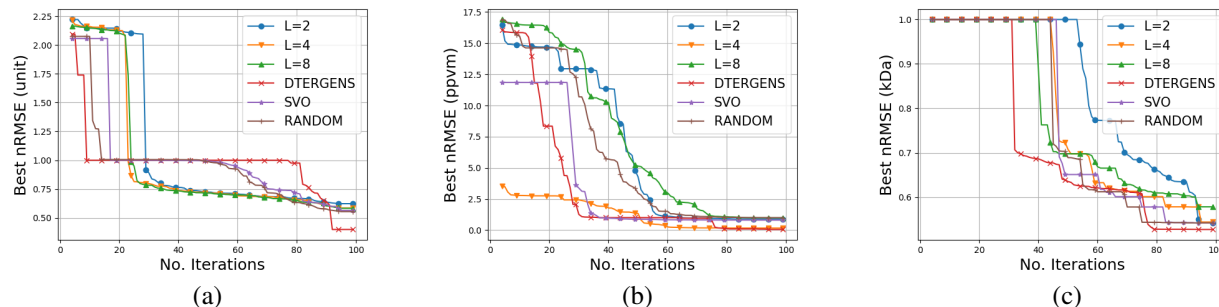 Best nRMSE (unit)
2.25
2.00
1.75
1.50
1.25
1.00
0.75
0.50
0
20
40
60
80
100
No. Iterations
L=2
L=4
L=8
DTERGENS
SVO
RANDOM
(a)
Best nRMSE (ppvm)
17.5
15.0
12.5
10.0
7.5
5.0
2.5
0.0
0
20
40
60
80
100
No. Iterations
L=2
L=4
L=8
DTERGENS
SVO
RANDOM
(b)
Best nRMSE (kDa)
1.0
0.9
0.8
0.7
0.6
0
20
40
60
80
100
No. Iterations
L=2
L=4
L=8
DTERGENS
SVO
RANDOM
(c)